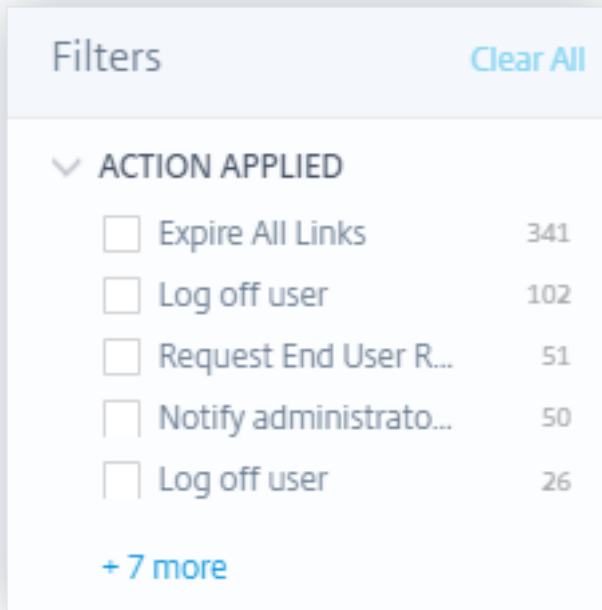 Filters Clear All
ACTION APPLIED
Expire All Links 341
Log off user 102
Request End User R... 51
Notify administrato... 50
Log off user 26
+ 7 more